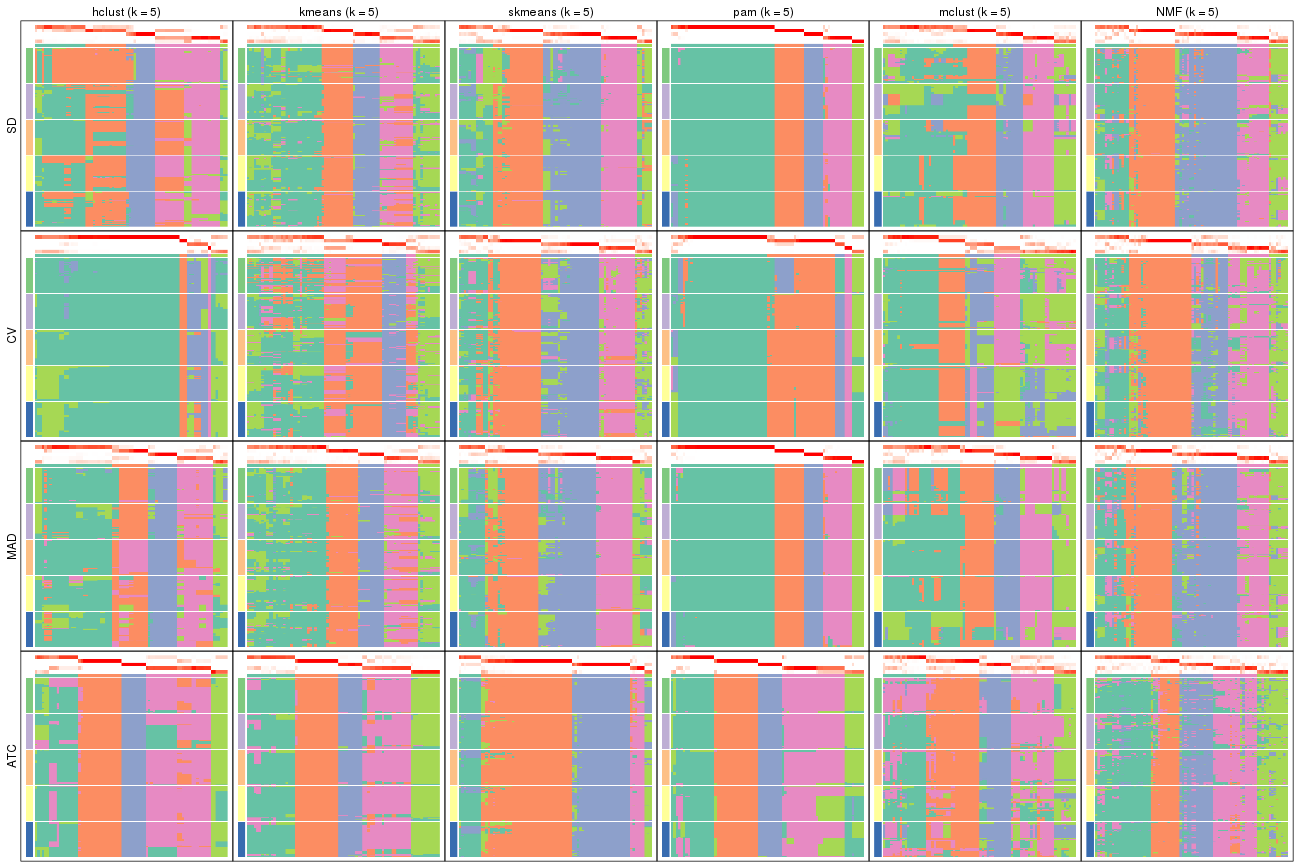 hclust (k = 5) kmeans (k = 5) skmeans (k = 5) pam (k = 5) mclust (k = 5) NMF (k = 5)
SD
CV
MAD
ATC